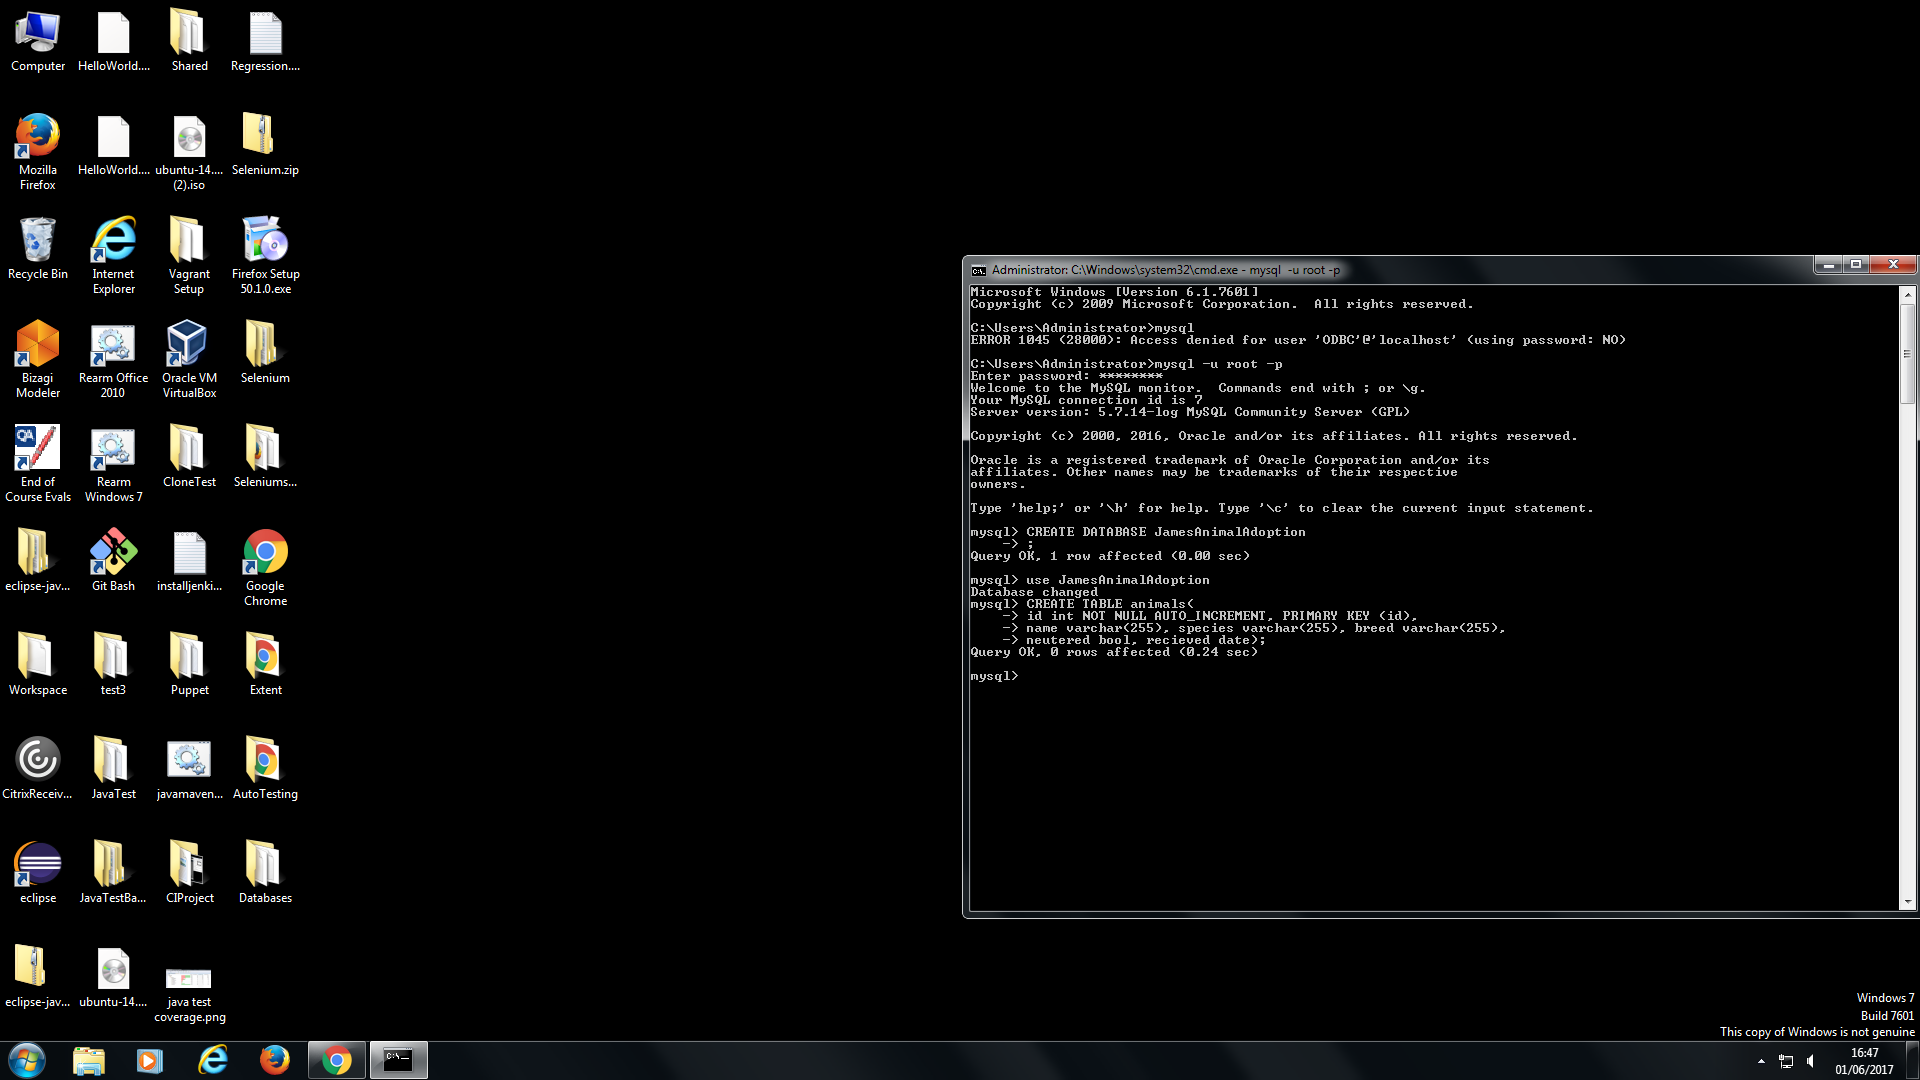 Computer
HelloWorld....
Shared
Regression....
Mozilla
Firefox
HelloWorld....
ubuntu-14....
(2).iso
Selenium.zip
Recycle Bin
Internet
Explorer
Vagrant
Setup
Firefox Setup
50.1.0.exe
Bizagi
Modeler
Rearm Office
2010
Oracle VM
VirtualBox
Selenium
QA
End of
Course Evals
Rearm
Windows 7
CloneTest
Seleniums...
eclipse-jav...
Git Bash
installjenki...
Google
Chrome
Workspace
test3
Puppet
Extent
CitrixReceiv...
JavaTest
javamaven...
AutoTesting
eclipse
JavaTestBa...
CIProject
Databases
eclipse-jav...
ubuntu-14....
java test
coverage.png
Administrator: C:\Windows\system32\cmd.exe - mysql  -u root -p
Microsoft Windows [Version 6.1.7601]
Copyright (c) 2009 Microsoft Corporation.  All rights reserved.
C:\Users\Administrator>mysql
ERROR 1045 (28000): Access denied for user 'ODBC'@'localhost' (using password: NO)
C:\Users\Administrator>mysql -u root -p
Enter password: ********
Welcome to the MySQL monitor.  Commands end with ; or \g.
Your MySQL connection id is 7
Server version: 5.7.14-log MySQL Community Server (GPL)
Copyright (c) 2000, 2016, Oracle and/or its affiliates. All rights reserved.
Oracle is a registered trademark of Oracle Corporation and/or its
affiliates. Other names may be trademarks of their respective
owners.
Type 'help;' or '\h' for help. Type '\c' to clear the current input statement.
mysql> CREATE DATABASE JamesAnimalAdoption
    -> ;
Query OK, 1 row affected (0.00 sec)
mysql> use JamesAnimalAdoption
Database changed
mysql> CREATE TABLE animals(
    -> id int NOT NULL AUTO_INCREMENT, PRIMARY KEY (id),
    -> name varchar(255), species varchar(255), breed varchar(255),
    -> neutered bool, recieved date);
Query OK, 0 rows affected (0.24 sec)
mysql>
Windows 7
Build 7601
This copy of Windows is not genuine
16:47
01/06/2017